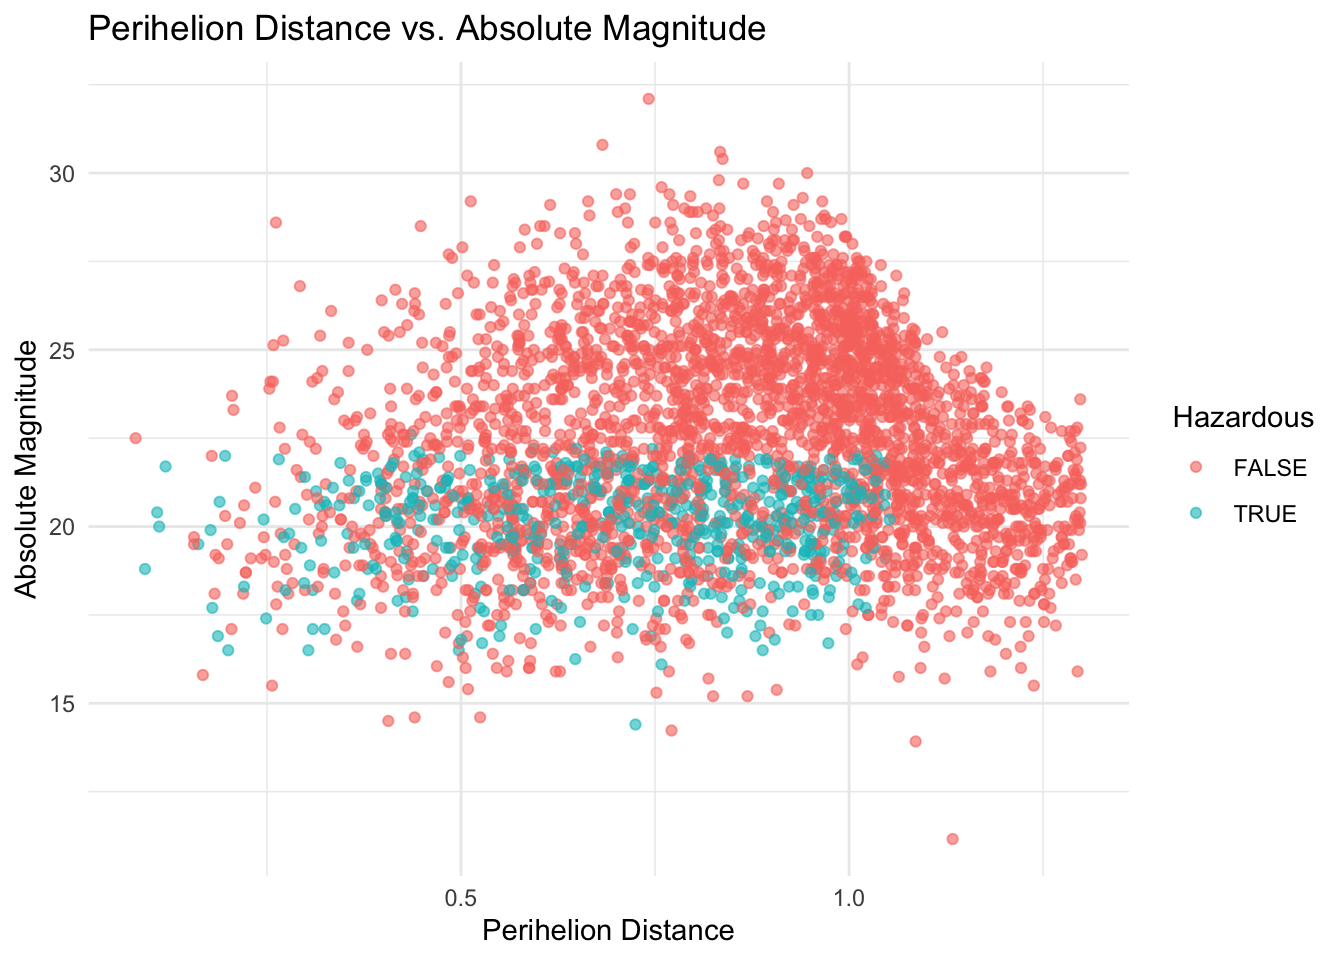 Perihelion Distance vs. Absolute Magnitude
Absolute Magnitude
30
25
20
15
0.5
1.0
Perihelion Distance
Hazardous
FALSE
TRUE